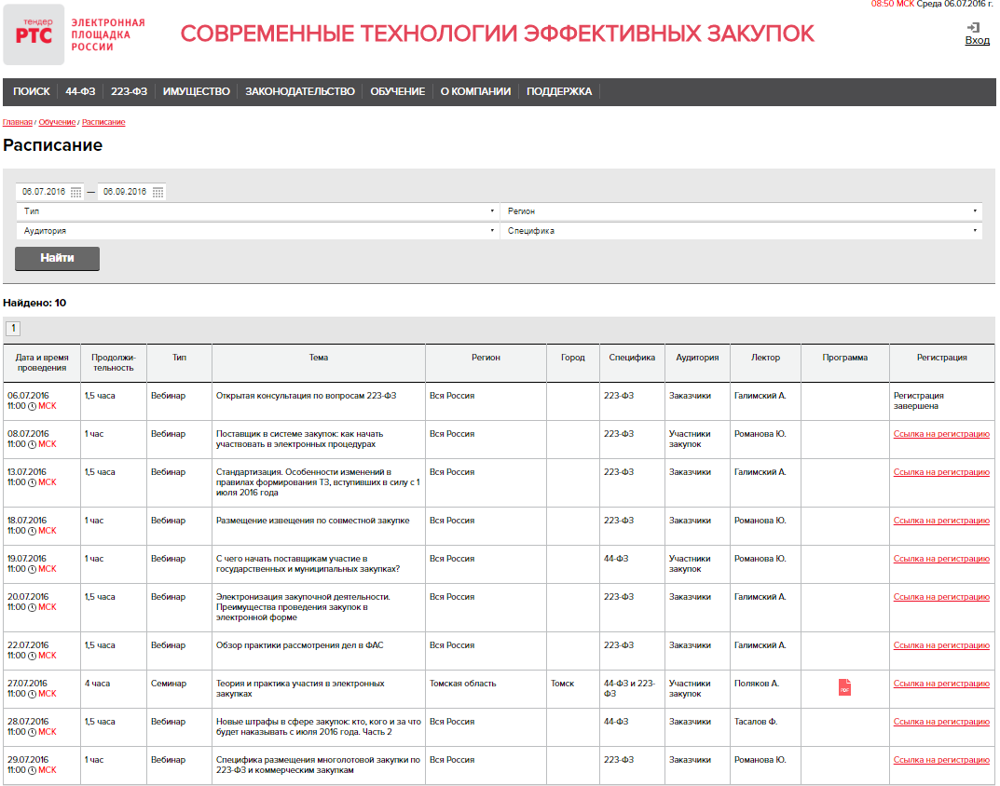 08:50 МСК Среда 06.07.2016 г.
тендер
РТС
ЭЛЕКТРОННАЯ
ПЛОЩАДКА
РОССИИ
СОВРЕМЕННЫЕ ТЕХНОЛОГИИ ЭФФЕКТИВНЫХ ЗАКУПОК
Вход
ПОИСК 44-ФЗ 223-ФЗ ИМУЩЕСТВО ЗАКОНОДАТЕЛЬСТВО ОБУЧЕНИЕ О КОМПАНИИ ПОДДЕРЖКА
Главная / Обучение / Расписание
Расписание
06.07.2016 — 06.09.2016
Тип Регион
Аудитория Специфика
Найти
Найдено: 10
1
Дата и время Продолжи- Тип Тема Регион Город Специфика Аудитория Лектор Программа Регистрация
проведения тельность
06.07.2016 1,5 часа Вебинар Открытая консультация по вопросам 223-ФЗ Вся Россия 223-ФЗ Заказчики Галимский А. Регистрация
11:00 МСК завершена
08.07.2016 1 час Вебинар Поставщик в системе закупок: как начать Вся Россия 223-ФЗ Участники Романова Ю. Ссылка на регистрацию
11:00 МСК участвовать в электронных процедурах закупок
13.07.2016 1,5 часа Вебинар Стандартизация. Особенности изменений в Вся Россия 223-ФЗ Заказчики Галимский А. Ссылка на регистрацию
11:00 МСК правилах формирования ТЗ, вступивших в силу с 1
июля 2016 года
18.07.2016 1 час Вебинар Размещение извещения по совместной закупке Вся Россия 223-ФЗ Заказчики Романова Ю. Ссылка на регистрацию
11:00 МСК
19.07.2016 1 час Вебинар С чего начать поставщикам участие в Вся Россия 44-ФЗ Участники Романова Ю. Ссылка на регистрацию
11:00 МСК государственных и муниципальных закупках? закупок
20.07.2016 1,5 часа Вебинар Электронизация закупочной деятельности. Вся Россия 223-ФЗ Заказчики Галимский А. Ссылка на регистрацию
11:00 МСК Преимущества проведения закупок в
электронной форме
22.07.2016 1,5 часа Вебинар Обзор практики рассмотрения дел в ФАС Вся Россия 223-ФЗ Заказчики Галимский А. Ссылка на регистрацию
11:00 МСК
27.07.2016 4 часа Семинар Теория и практика участия в электронных Томская область Томск 44-ФЗ и 223- Участники Поляков А. PDF Ссылка на регистрацию
11:00 МСК закупках ФЗ закупок
28.07.2016 1,5 часа Вебинар Новые штрафы в сфере закупок: кто, кого и за что Вся Россия 44-ФЗ Заказчики Тасалов Ф. Ссылка на регистрацию
11:00 МСК будет наказывать с июля 2016 года. Часть 2
29.07.2016 1 час Вебинар Специфика размещения многолотовой закупки по Вся Россия 223-ФЗ Заказчики Романова Ю. Ссылка на регистрацию
11:00 МСК 223-ФЗ и коммерческим закупкам